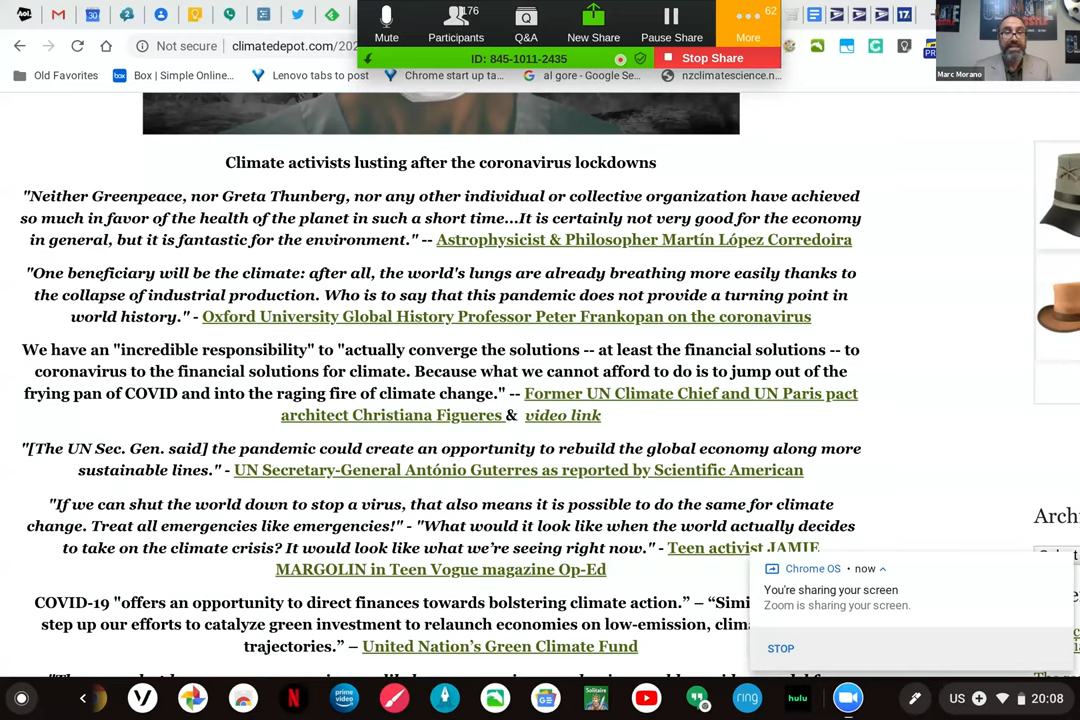 Aol.
31
2
17
176
62
Mute
Participants
Q&A
New Share
Pause Share
More
Not secure
climatedepot.com/202
ID: 845-1011-2435
Stop Share
PR
Marc Morano
Old Favorites
box
Box | Simple Online...
Lenovo tabs to post
Chrome start up ta...
al gore - Google Se...
nzclimatescience.n...
Climate activists lusting after the coronavirus lockdowns
"Neither Greenpeace, nor Greta Thunberg, nor any other individual or collective organization have achieved
so much in favor of the health of the planet in such a short time...It is certainly not very good for the economy
in general, but it is fantastic for the environment." -- Astrophysicist & Philosopher Martín López Corredoira
"One beneficiary will be the climate: after all, the world's lungs are already breathing more easily thanks to
the collapse of industrial production. Who is to say that this pandemic does not provide a turning point in
world history." - Oxford University Global History Professor Peter Frankopan on the coronavirus
We have an "incredible responsibility" to "actually converge the solutions -- at least the financial solutions -- to
coronavirus to the financial solutions for climate. Because what we cannot afford to do is to jump out of the
frying pan of COVID and into the raging fire of climate change." -- Former UN Climate Chief and UN Paris pact
architect Christiana Figueres & video link
"[The UN Sec. Gen. said] the pandemic could create an opportunity to rebuild the global economy along more
sustainable lines." - UN Secretary-General António Guterres as reported by Scientific American
"If we can shut the world down to stop a virus, that also means it is possible to do the same for climate
change. Treat all emergencies like emergencies!" - "What would it look like when the world actually decides
to take on the climate crisis? It would look like what we're seeing right now." - Teen activist JAMIE
MARGOLIN in Teen Vogue magazine Op-Ed
COVID-19 "offers an opportunity to direct finances towards bolstering climate action.” – “Simi
step up our efforts to catalyze green investment to relaunch economies on low-emission, clima
trajectories.” – United Nation's Green Climate Fund
Arch
Chrome OS • now
You're sharing your screen
Zoom is sharing your screen.
STOP
prime video
Solitaire
ring
hulu
US
20:08